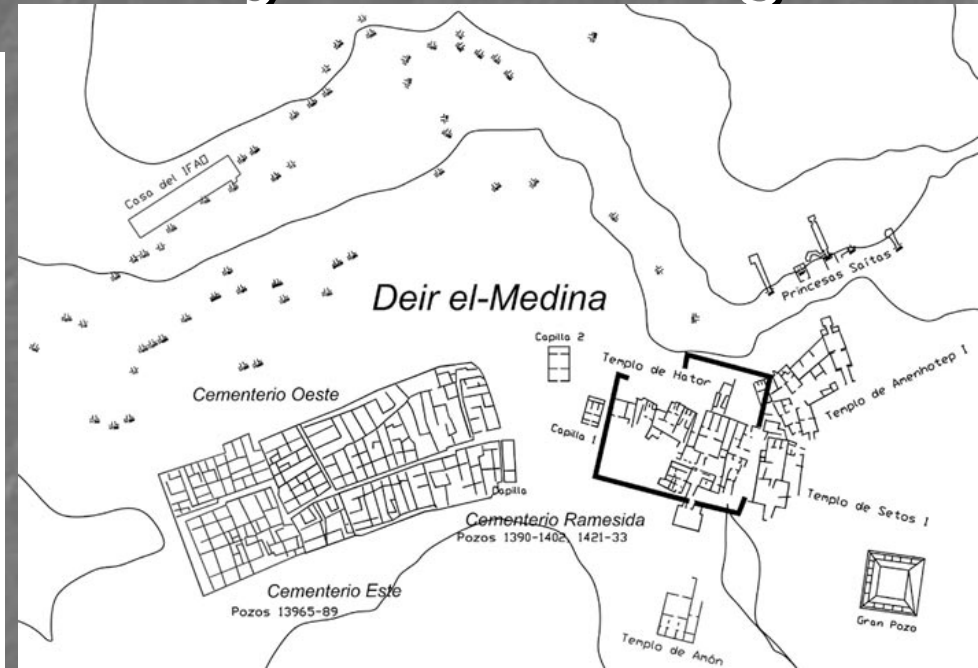 Casa del IFAO
Princesas Saítas
Deir el-Medina
Capilla 2
Templo de Hator
Templo de Amenhotep I
Cementerio Oeste
Capilla 1
Capilla
Templo de Setos I
Cementerio Ramesida
Pozos 1390-1402, 1421-33
Cementerio Este
Pozos 13965-89
Gran Pozo
Templo de Amón